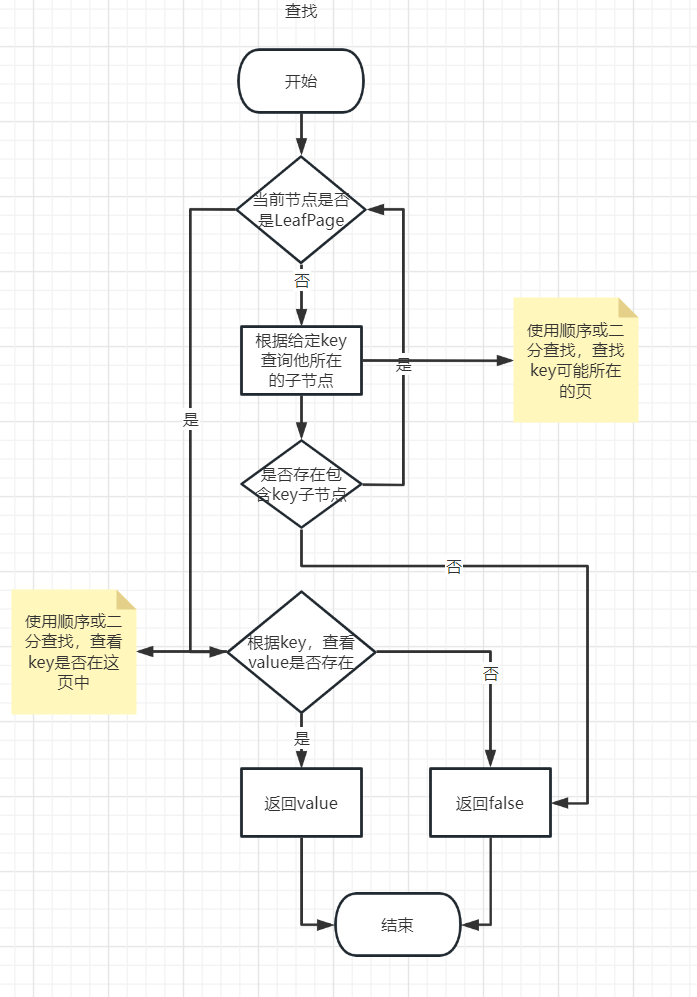 查找
开始
当前节点是否
是LeafPage
否
根据给定key
查询他所在
的子节点
使用顺序或二
分查找，查找
key可能所在
的页
是
是
是否存在包
含key子节点
否
使用顺序或二
分查找，查看
key是否在这
页中
根据key，查看
value是否存在
否
是
返回value
返回false
结束